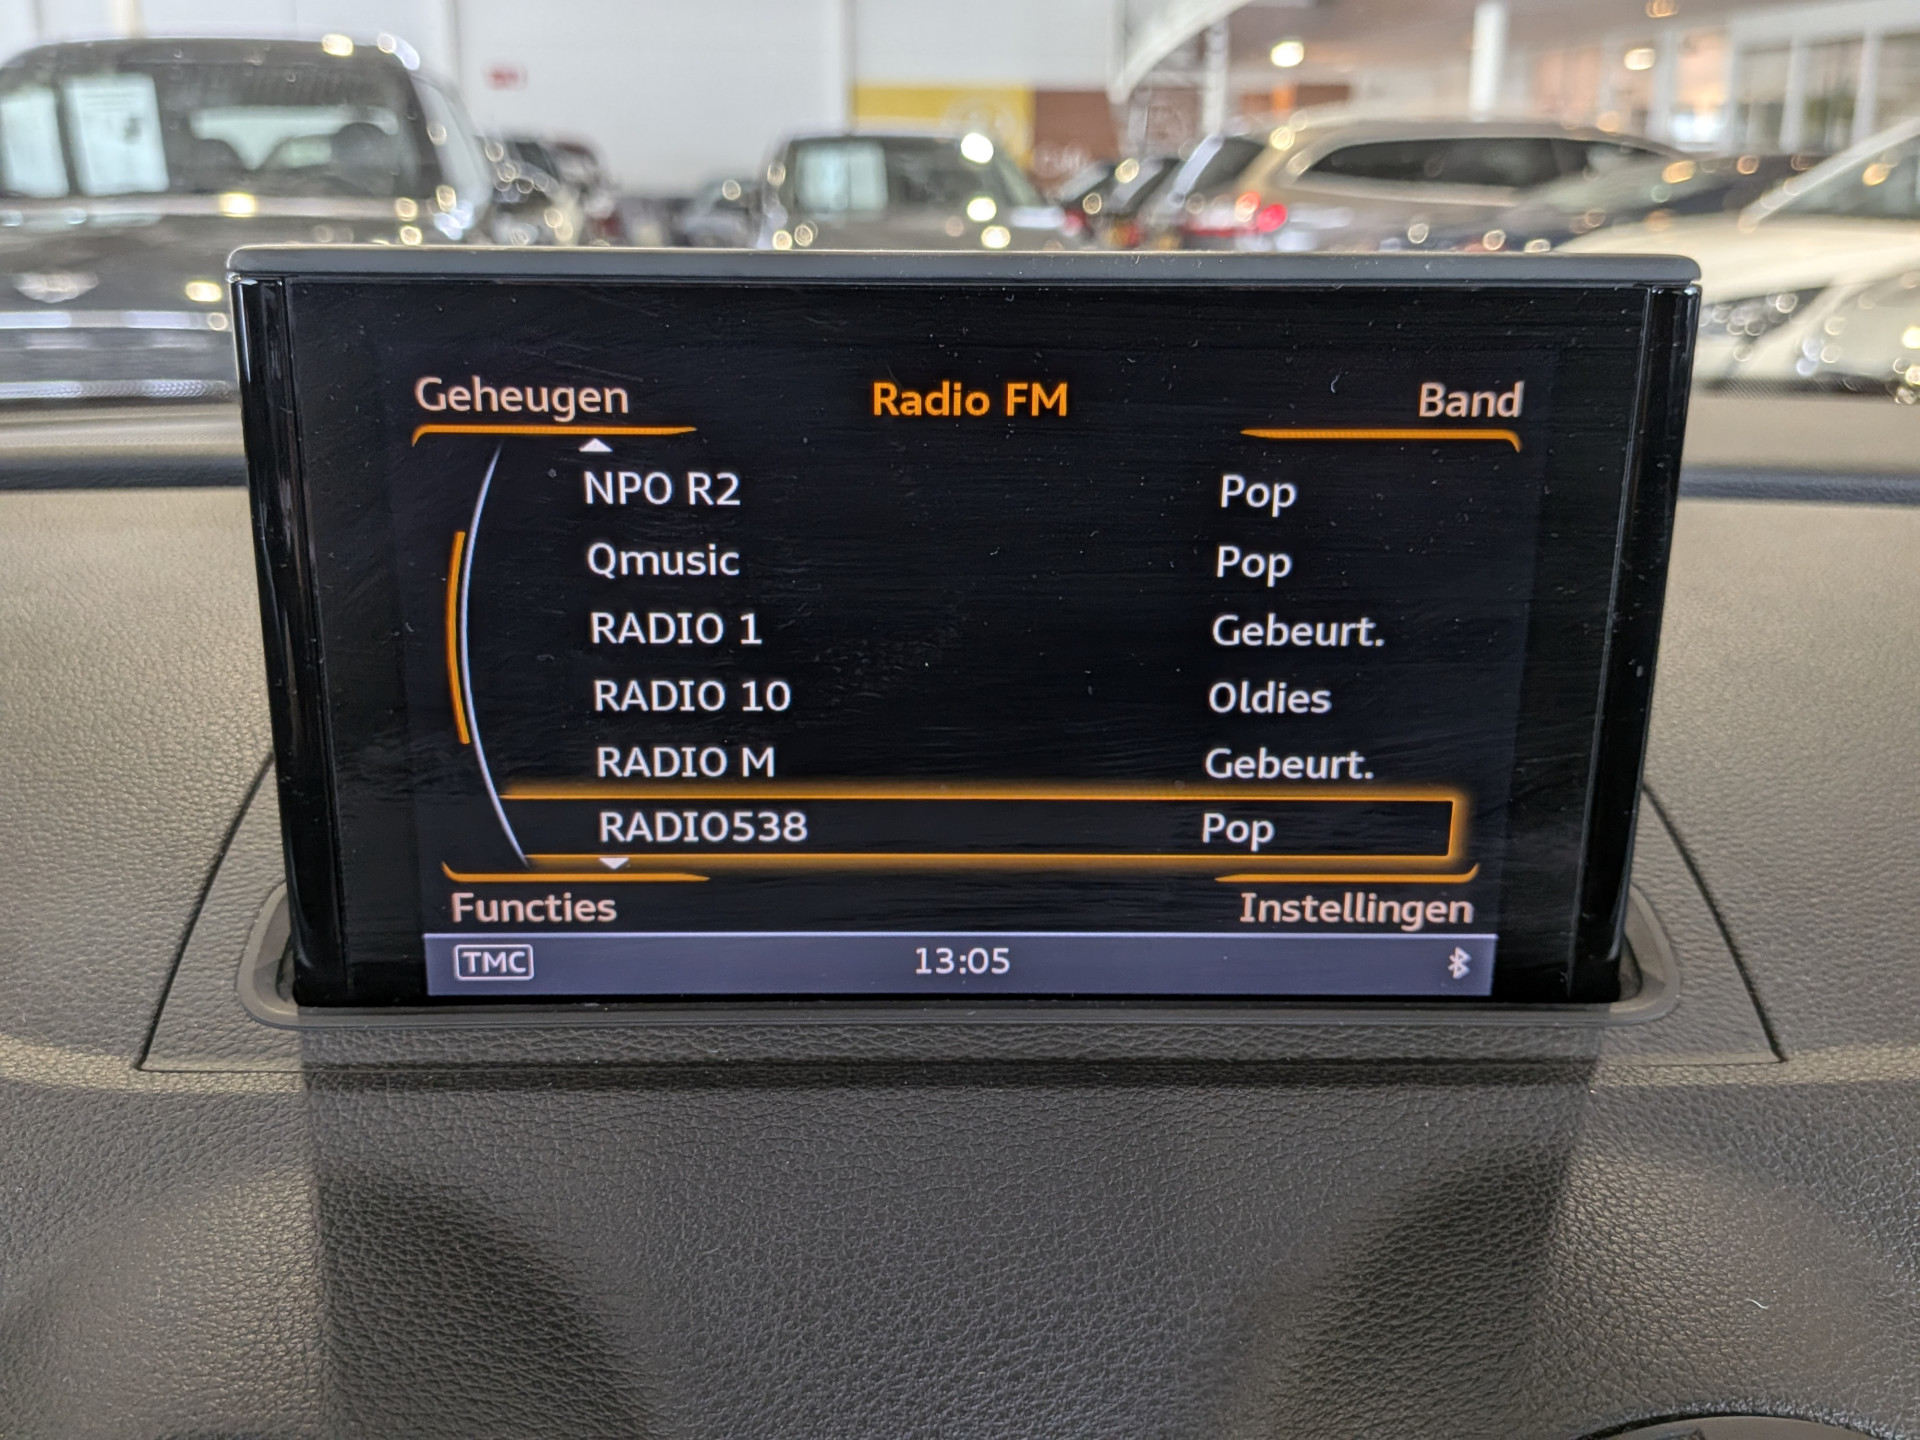 Geheugen Radio FM Band
NPO R2 Pop
Qmusic Pop
RADIO 1 Gebeurt.
RADIO 10 Oldies
RADIO M Gebeurt.
RADIO538 Pop
Functies Instellingen
TMC 13:05